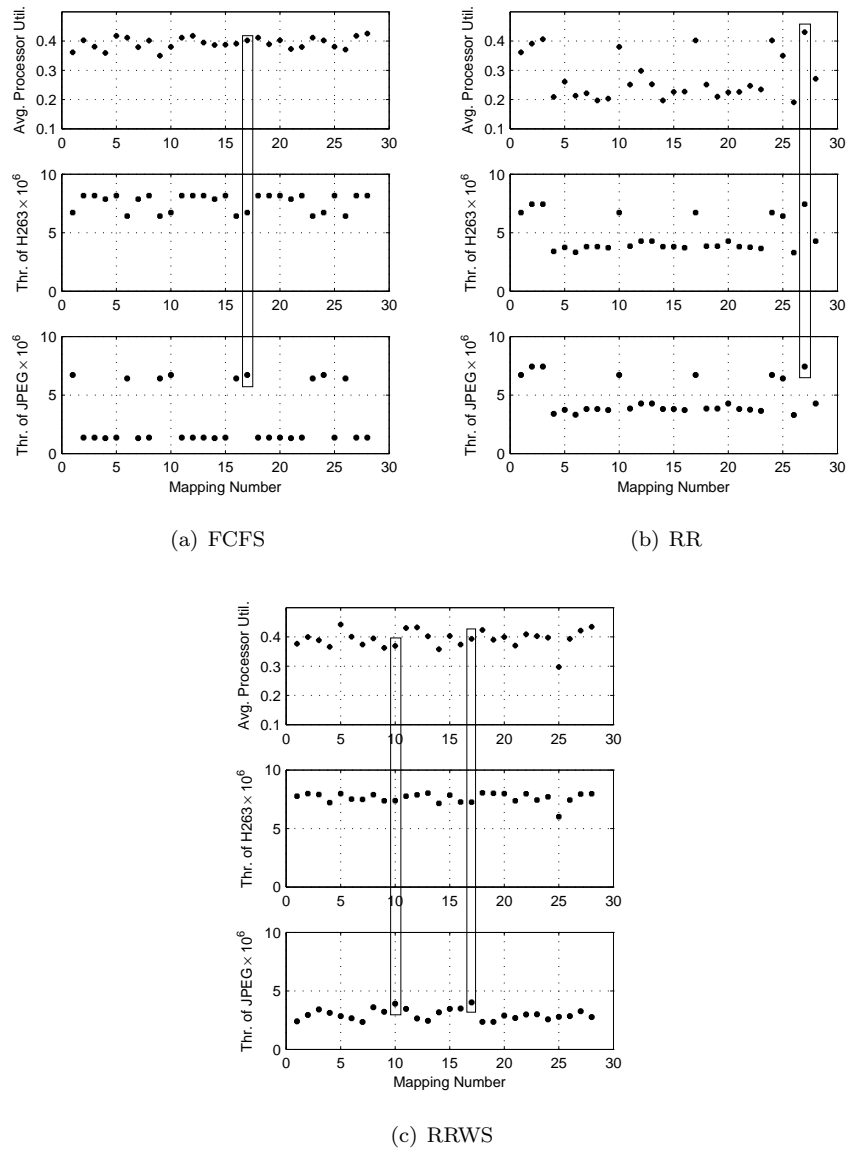 Avg. Processor Util.
0.4
0.3
0.2
0.1
0 5 10 15 20 25 30
Thr. of H263 × 10^6
10
5
0
0 5 10 15 20 25 30
Thr. of JPEG × 10^6
10
5
0
0 5 10 15 20 25 30
Mapping Number
(a) FCFS
Avg. Processor Util.
0.4
0.3
0.2
0.1
0 5 10 15 20 25 30
Thr. of H263 × 10^6
10
5
0
0 5 10 15 20 25 30
Thr. of JPEG × 10^6
10
5
0
0 5 10 15 20 25 30
Mapping Number
(b) RR
Avg. Processor Util.
0.4
0.3
0.2
0.1
0 5 10 15 20 25 30
Thr. of H263 × 10^6
10
5
0
0 5 10 15 20 25 30
Thr. of JPEG × 10^6
10
5
0
0 5 10 15 20 25 30
Mapping Number
(c) RRWS